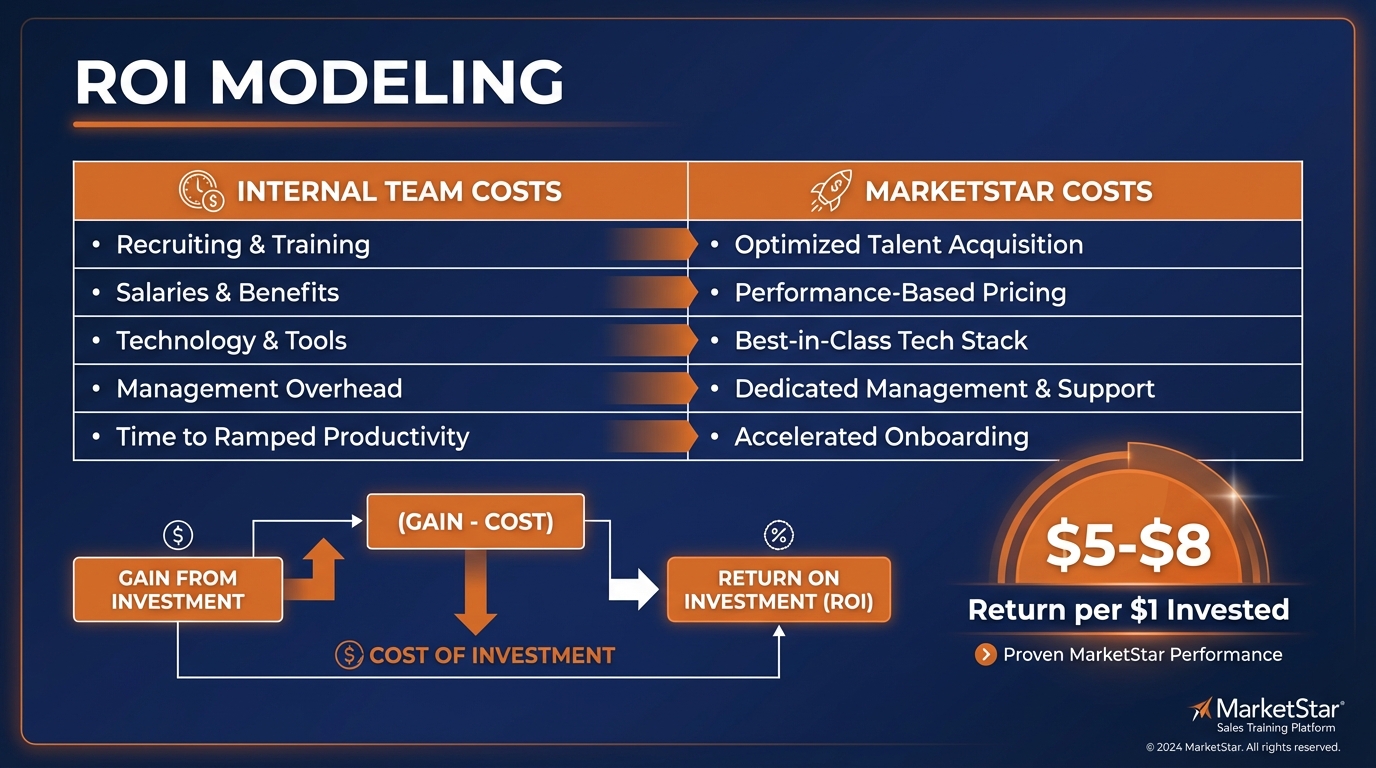 ROI MODELING
INTERNAL TEAM COSTS
MARKETSTAR COSTS
• Recruiting & Training
• Optimized Talent Acquisition
• Salaries & Benefits
• Performance-Based Pricing
• Technology & Tools
• Best-in-Class Tech Stack
• Management Overhead
• Dedicated Management & Support
• Time to Ramped Productivity
• Accelerated Onboarding
$
GAIN FROM
INVESTMENT
(GAIN - COST)
$ COST OF INVESTMENT
%
RETURN ON
INVESTMENT (ROI)
$5-$8
Return per $1 Invested
Proven MarketStar Performance
MarketStar®
Sales Training Platform
© 2024 MarketStar. All rights reserved.